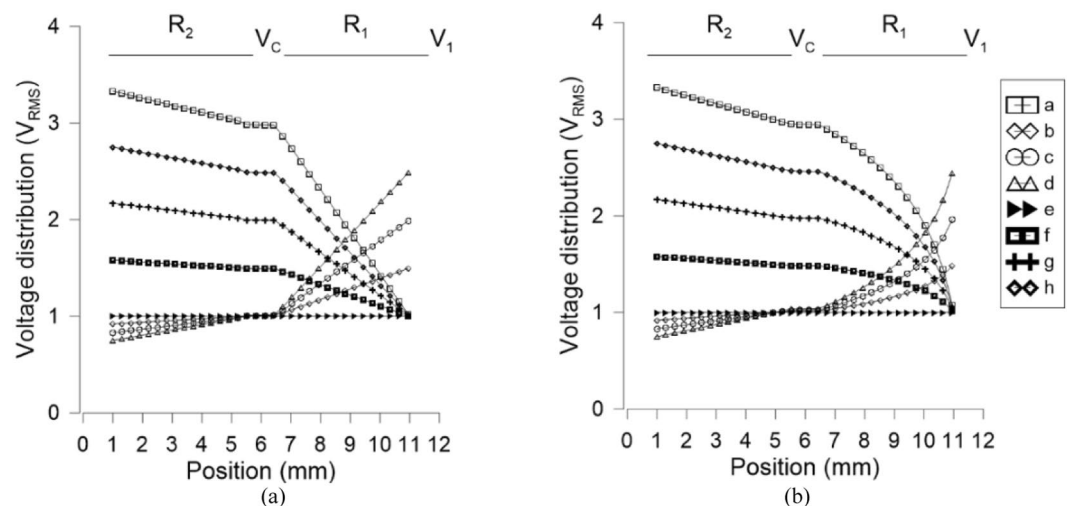 R2 VC R1 V1
4
3
2
1
0
Voltage distribution (VRMS)
0 1 2 3 4 5 6 7 8 9 10 11 12
Position (mm)
(a)
R2 VC R1 V1
4
3
2
1
0
Voltage distribution (VRMS)
0 1 2 3 4 5 6 7 8 9 10 11 12
Position (mm)
(b)
a
b
c
d
e
f
g
h